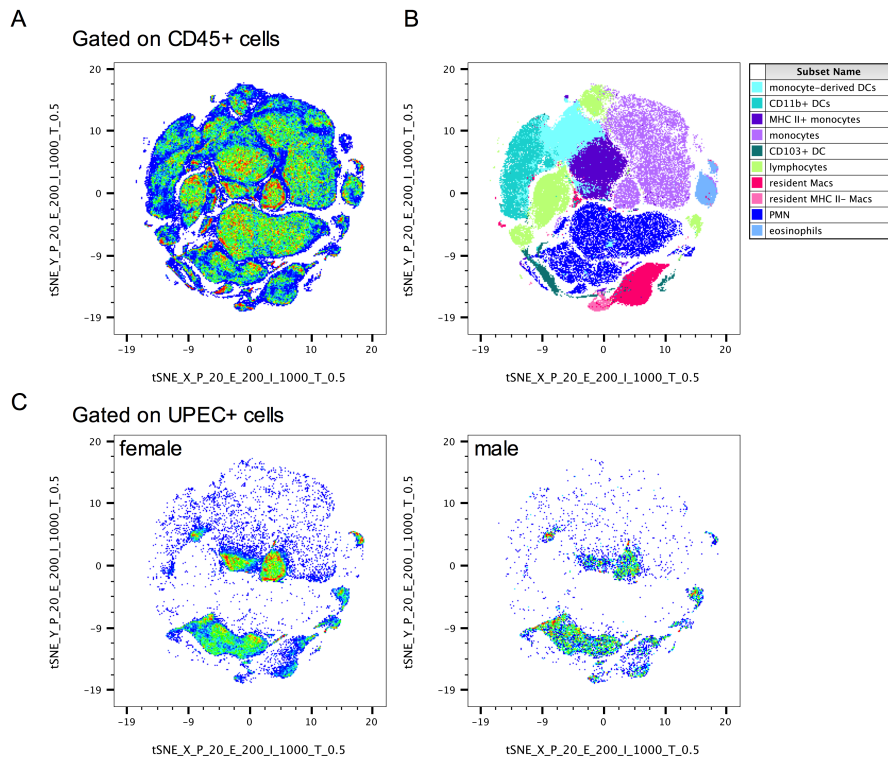 A
Gated on CD45+ cells
20
10
0
-9
-19
-19
-9
0
10
20
tSNE_Y_P_20_E_200_I_1000_T_0.5
tSNE_X_P_20_E_200_I_1000_T_0.5
B
20
10
0
-9
-19
-19
-9
0
10
20
tSNE_Y_P_20_E_200_I_1000_T_0.5
tSNE_X_P_20_E_200_I_1000_T_0.5
Subset Name
monocyte-derived DCs
CD11b+ DCs
MHC II+ monocytes
monocytes
CD103+ DC
lymphocytes
resident Macs
resident MHC II- Macs
PMN
eosinphils
C
Gated on UPEC+ cells
female
20
10
0
-9
-19
-19
-9
0
10
20
tSNE_Y_P_20_E_200_I_1000_T_0.5
tSNE_X_P_20_E_200_I_1000_T_0.5
male
20
10
0
-9
-19
-19
-9
0
10
20
tSNE_Y_P_20_E_200_I_1000_T_0.5
tSNE_X_P_20_E_200_I_1000_T_0.5